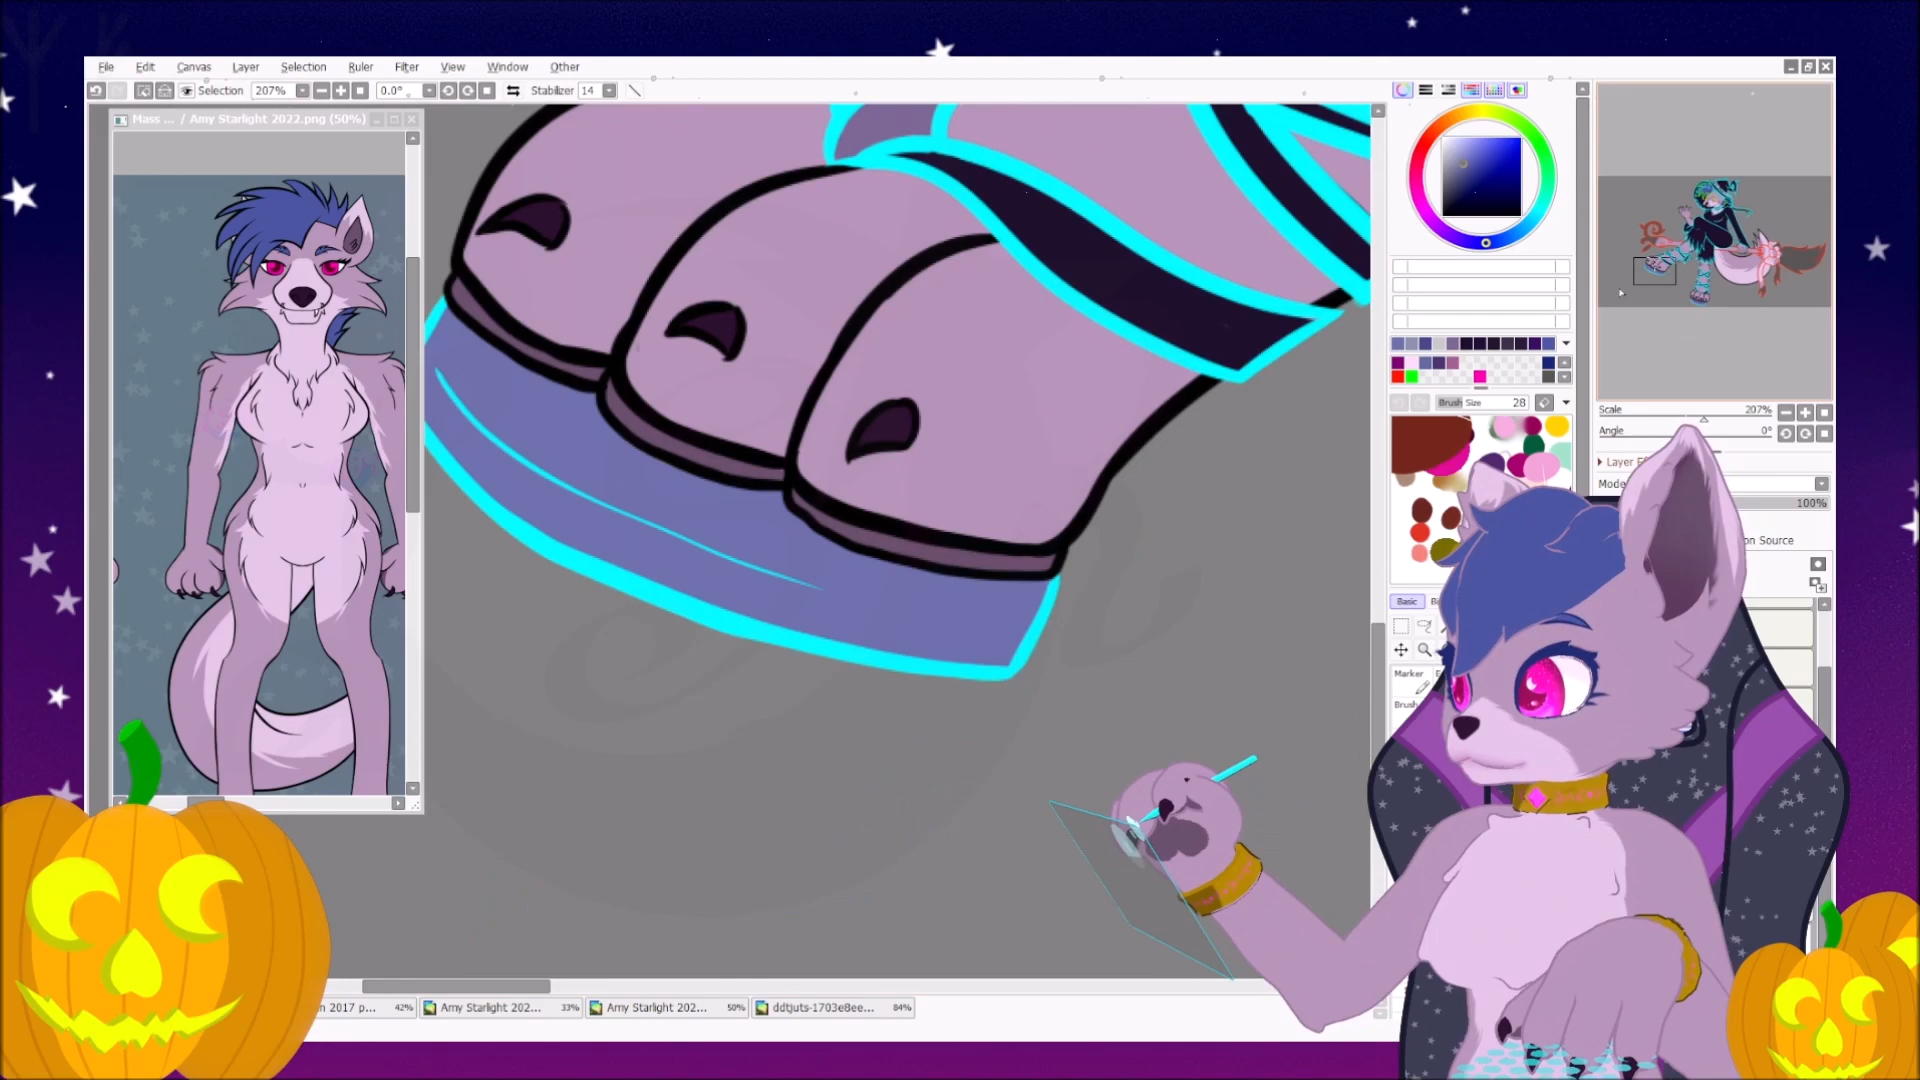 File Edit Canvas Layer Selection Ruler Filter View Window Other
Selection 207% 0.0° Stabilizer 14
Mass ... / Amy Starlight 2022.png (50%)
Brush Size 28
Scale 207%
Angle 0°
Layer
Mode
100%
on Source
Basic
Marker
Brush
n 2017 p... 42% Amy Starlight 202... 33% Amy Starlight 202... 50% ddtjuts-1703e8ee... 84%